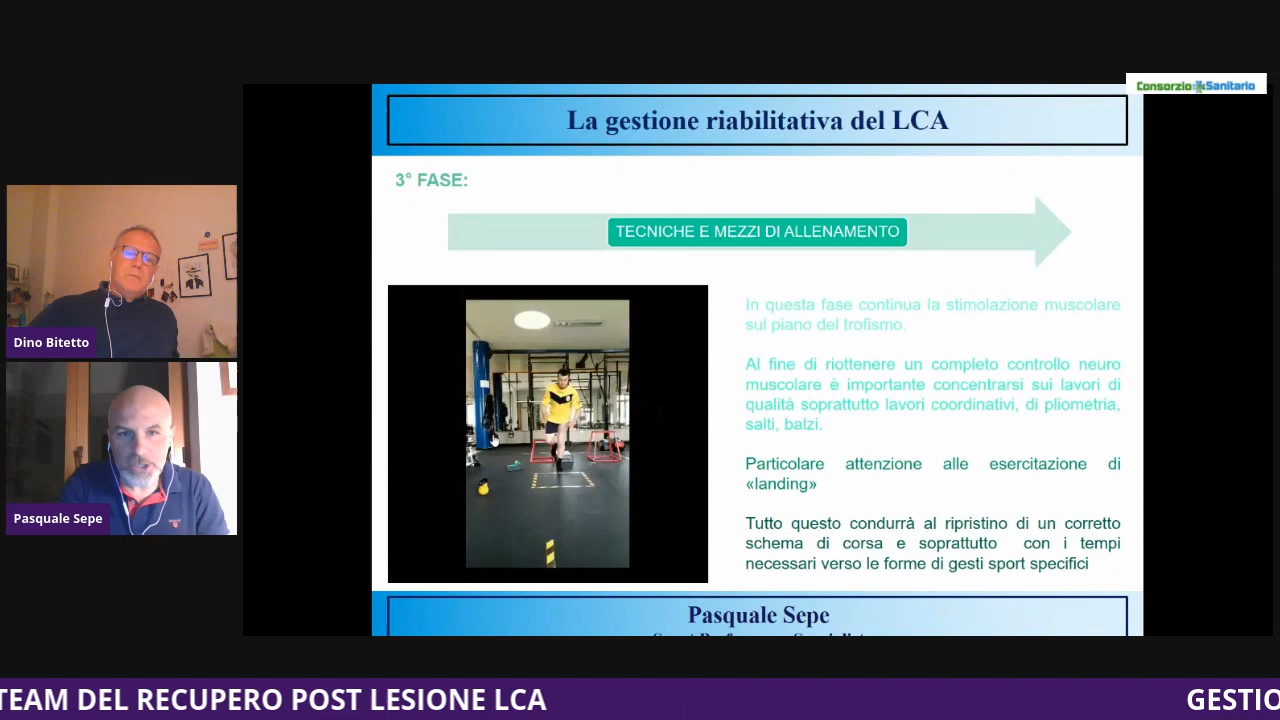 Consorzio Sanitario
La gestione riabilitativa del LCA
3° FASE:
TECNICHE E MEZZI DI ALLENAMENTO
In questa fase continua la stimolazione muscolare
sul piano del trofismo.
Al fine di riottenere un completo controllo neuro
muscolare è importante concentrarsi sui lavori di
qualità soprattutto lavori coordinativi, di pliometria,
salti, balzi.
Particolare attenzione alle esercitazione di
«landing»
Tutto questo condurrà al ripristino di un corretto
schema di corsa e soprattutto con i tempi
necessari verso le forme di gesti sport specifici
Pasquale Sepe
Dino Bitetto
Pasquale Sepe
TEAM DEL RECUPERO POST LESIONE LCA
GESTIO